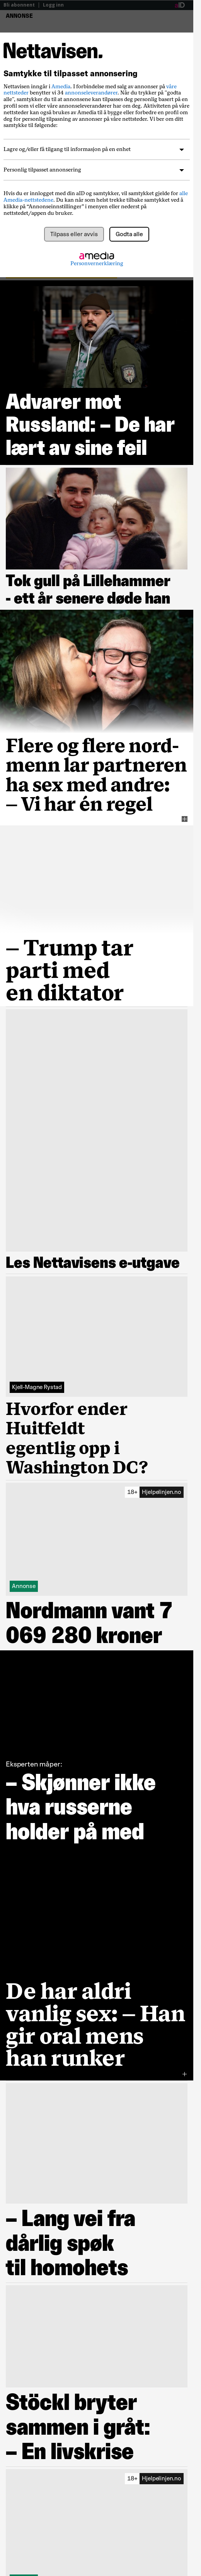 Bli abonnent | Logg inn
ANNONSE
Nettavisen.
Samtykke til tilpasset annonsering
Nettavisen inngår i Amedia. I forbindelse med salg av annonser på våre
nettsteder benytter vi 34 annonseleverandører. Når du trykker på "godta
alle", samtykker du til at annonsene kan tilpasses deg personlig basert på
data som vi eller våre annonseleverandører har om deg. Aktiviteten din på våre
nettsteder kan også brukes av Amedia til å bygge eller forbedre en profil om
deg for personlig tilpasning av annonser på våre nettsteder. Vi ber om ditt
samtykke til følgende:
Lagre og/eller få tilgang til informasjon på en enhet
Personlig tilpasset annonsering
Hvis du er innlogget med din aID og samtykker, vil samtykket gjelde for alle
Amedia-nettstedene. Du kan når som helst trekke tilbake samtykket ved å
klikke på “Annonseinnstillinger” i menyen eller nederst på
nettstedet/appen du bruker.
Tilpass eller avvis
Godta alle
amedia
Personvernerklæring
Advarer mot
Russland: – De har
lært av sine feil
Tok gull på Lillehammer
- ett år senere døde han
Flere og flere nord-
menn lar partneren
ha sex med andre:
– Vi har én regel
– Trump tar
parti med
en diktator
Les Nettavisens e-utgave
Kjell-Magne Rystad
Hvorfor ender
Huitfeldt
egentlig opp i
Washington DC?
18+ Hjelpelinjen.no
Annonse
Nordmann vant 7
069 280 kroner
Eksperten måper:
– Skjønner ikke
hva russerne
holder på med
De har aldri
vanlig sex: – Han
gir oral mens
han runker
– Lang vei fra
dårlig spøk
til homohets
Stöckl bryter
sammen i gråt:
– En livskrise
18+ Hjelpelinjen.no